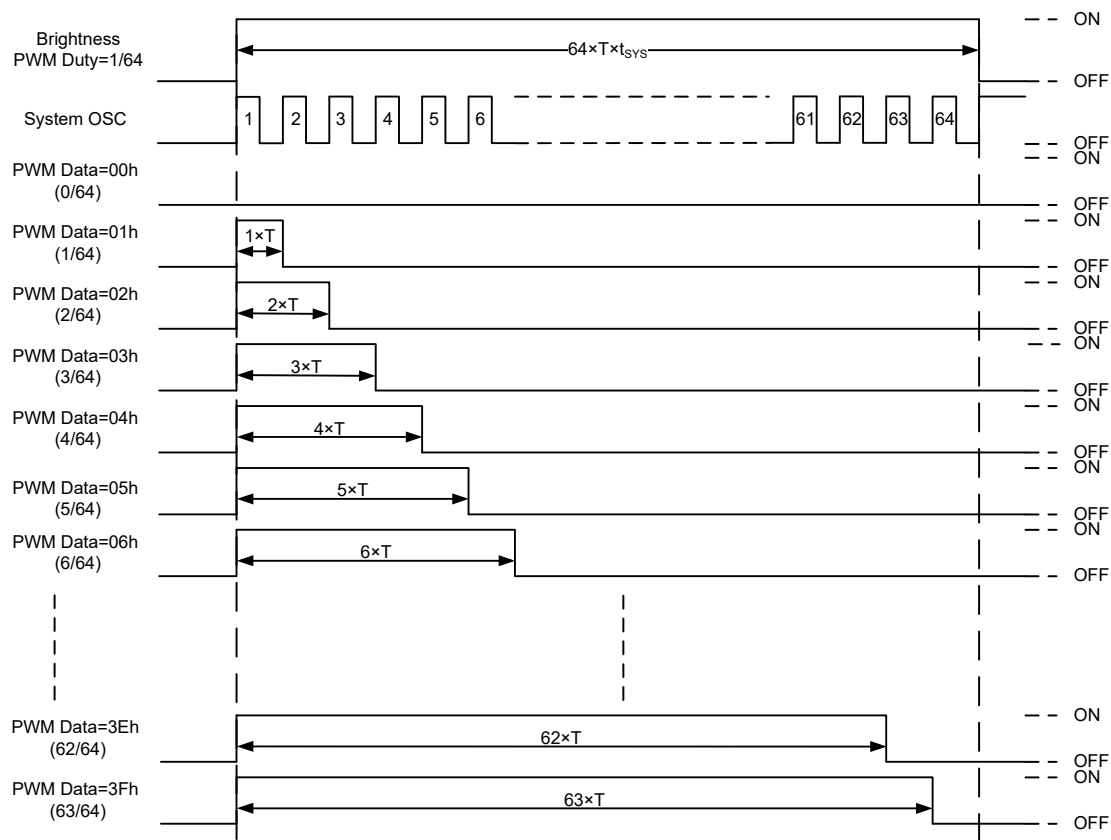 ON
Brightness
PWM Duty=1/64
64×T×tSYS
OFF
System OSC
1 2 3 4 5 6 61 62 63 64
OFF
ON
PWM Data=00h
(0/64)
OFF
ON
PWM Data=01h
(1/64)
1×T
OFF
ON
PWM Data=02h
(2/64)
2×T
OFF
ON
PWM Data=03h
(3/64)
3×T
OFF
ON
PWM Data=04h
(4/64)
4×T
OFF
ON
PWM Data=05h
(5/64)
5×T
OFF
ON
PWM Data=06h
(6/64)
6×T
OFF
ON
PWM Data=3Eh
(62/64)
62×T
OFF
ON
PWM Data=3Fh
(63/64)
63×T
OFF